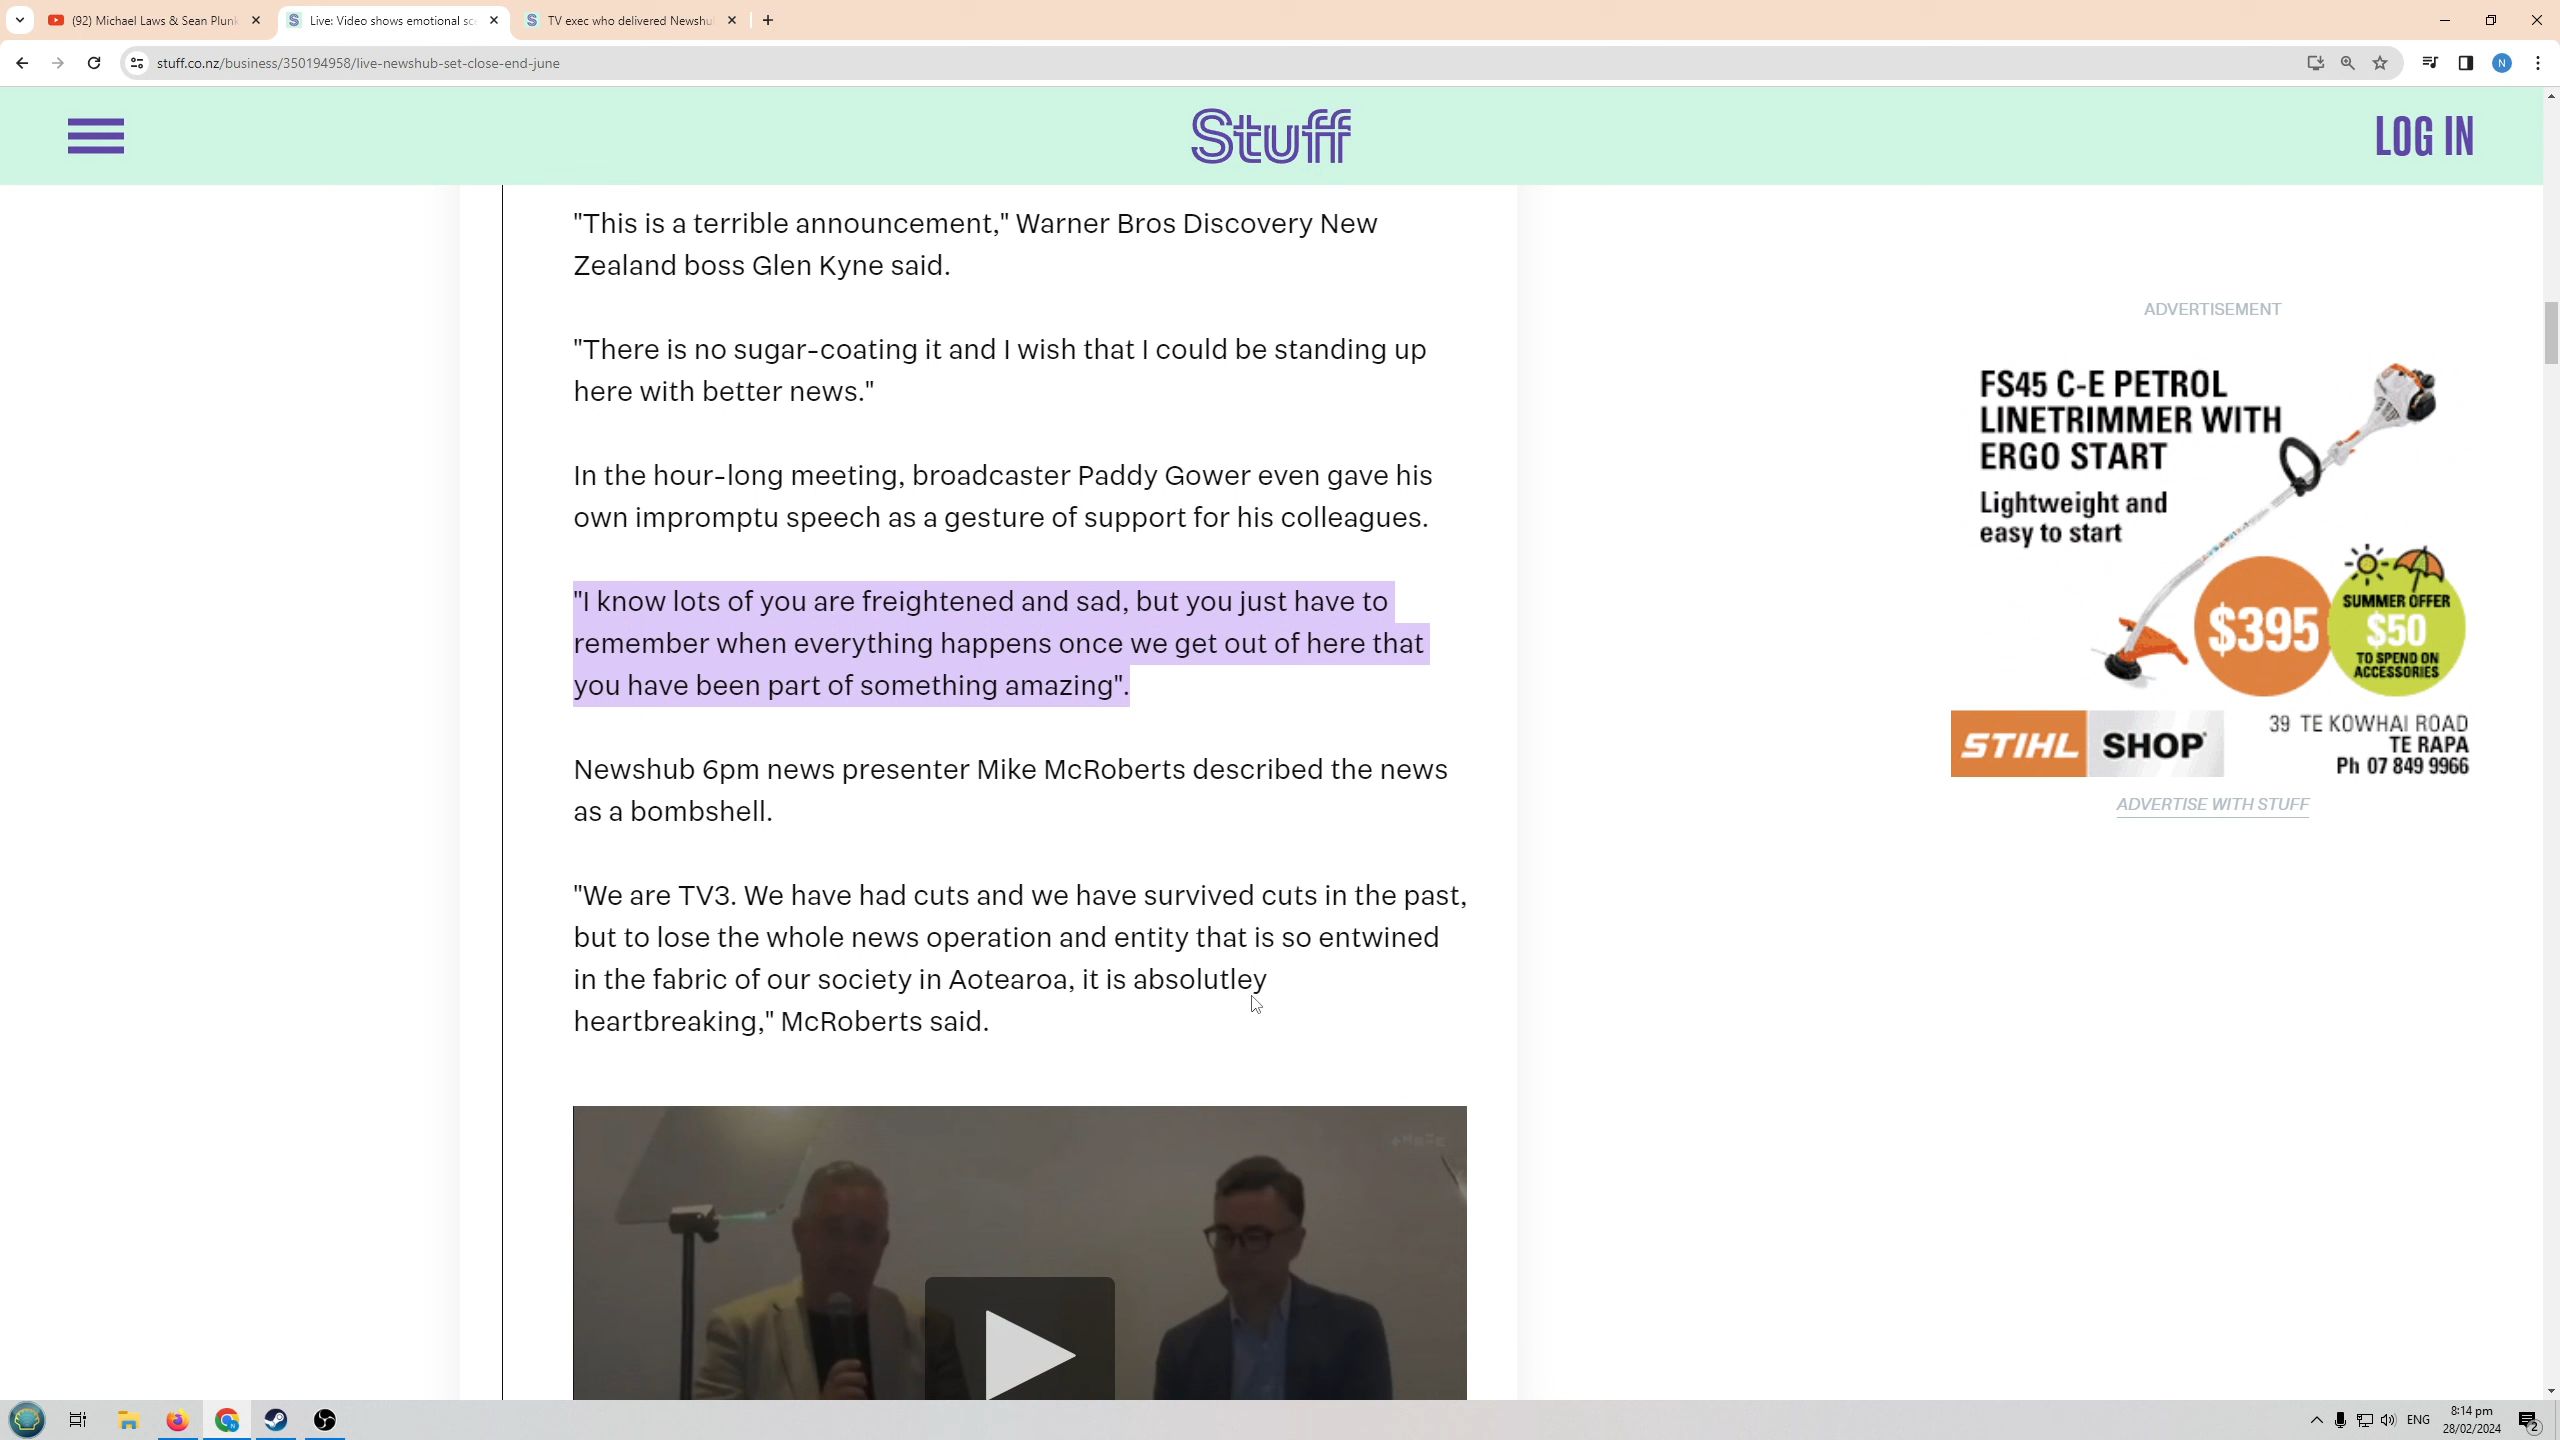 (92) Michael Laws & Sean Plunk
Live: Video shows emotional sc
TV exec who delivered Newshu
stuff.co.nz/business/350194958/live-newshub-set-close-end-june
N
Stuff
LOG IN
"This is a terrible announcement," Warner Bros Discovery New
Zealand boss Glen Kyne said.
"There is no sugar-coating it and I wish that I could be standing up
here with better news."
In the hour-long meeting, broadcaster Paddy Gower even gave his
own impromptu speech as a gesture of support for his colleagues.
"I know lots of you are freightened and sad, but you just have to
remember when everything happens once we get out of here that
you have been part of something amazing".
Newshub 6pm news presenter Mike McRoberts described the news
as a bombshell.
"We are TV3. We have had cuts and we have survived cuts in the past,
but to lose the whole news operation and entity that is so entwined
in the fabric of our society in Aotearoa, it is absolutley
heartbreaking," McRoberts said.
ADVERTISEMENT
FS45 C-E PETROL
LINETRIMMER WITH
ERGO START
Lightweight and
easy to start
$395
SUMMER OFFER
$50
TO SPEND ON
ACCESSORIES
STIHL SHOP
39 TE KOWHAI ROAD
TE RAPA
Ph 07 849 9966
ADVERTISE WITH STUFF
ENG
8:14 pm
28/02/2024
2